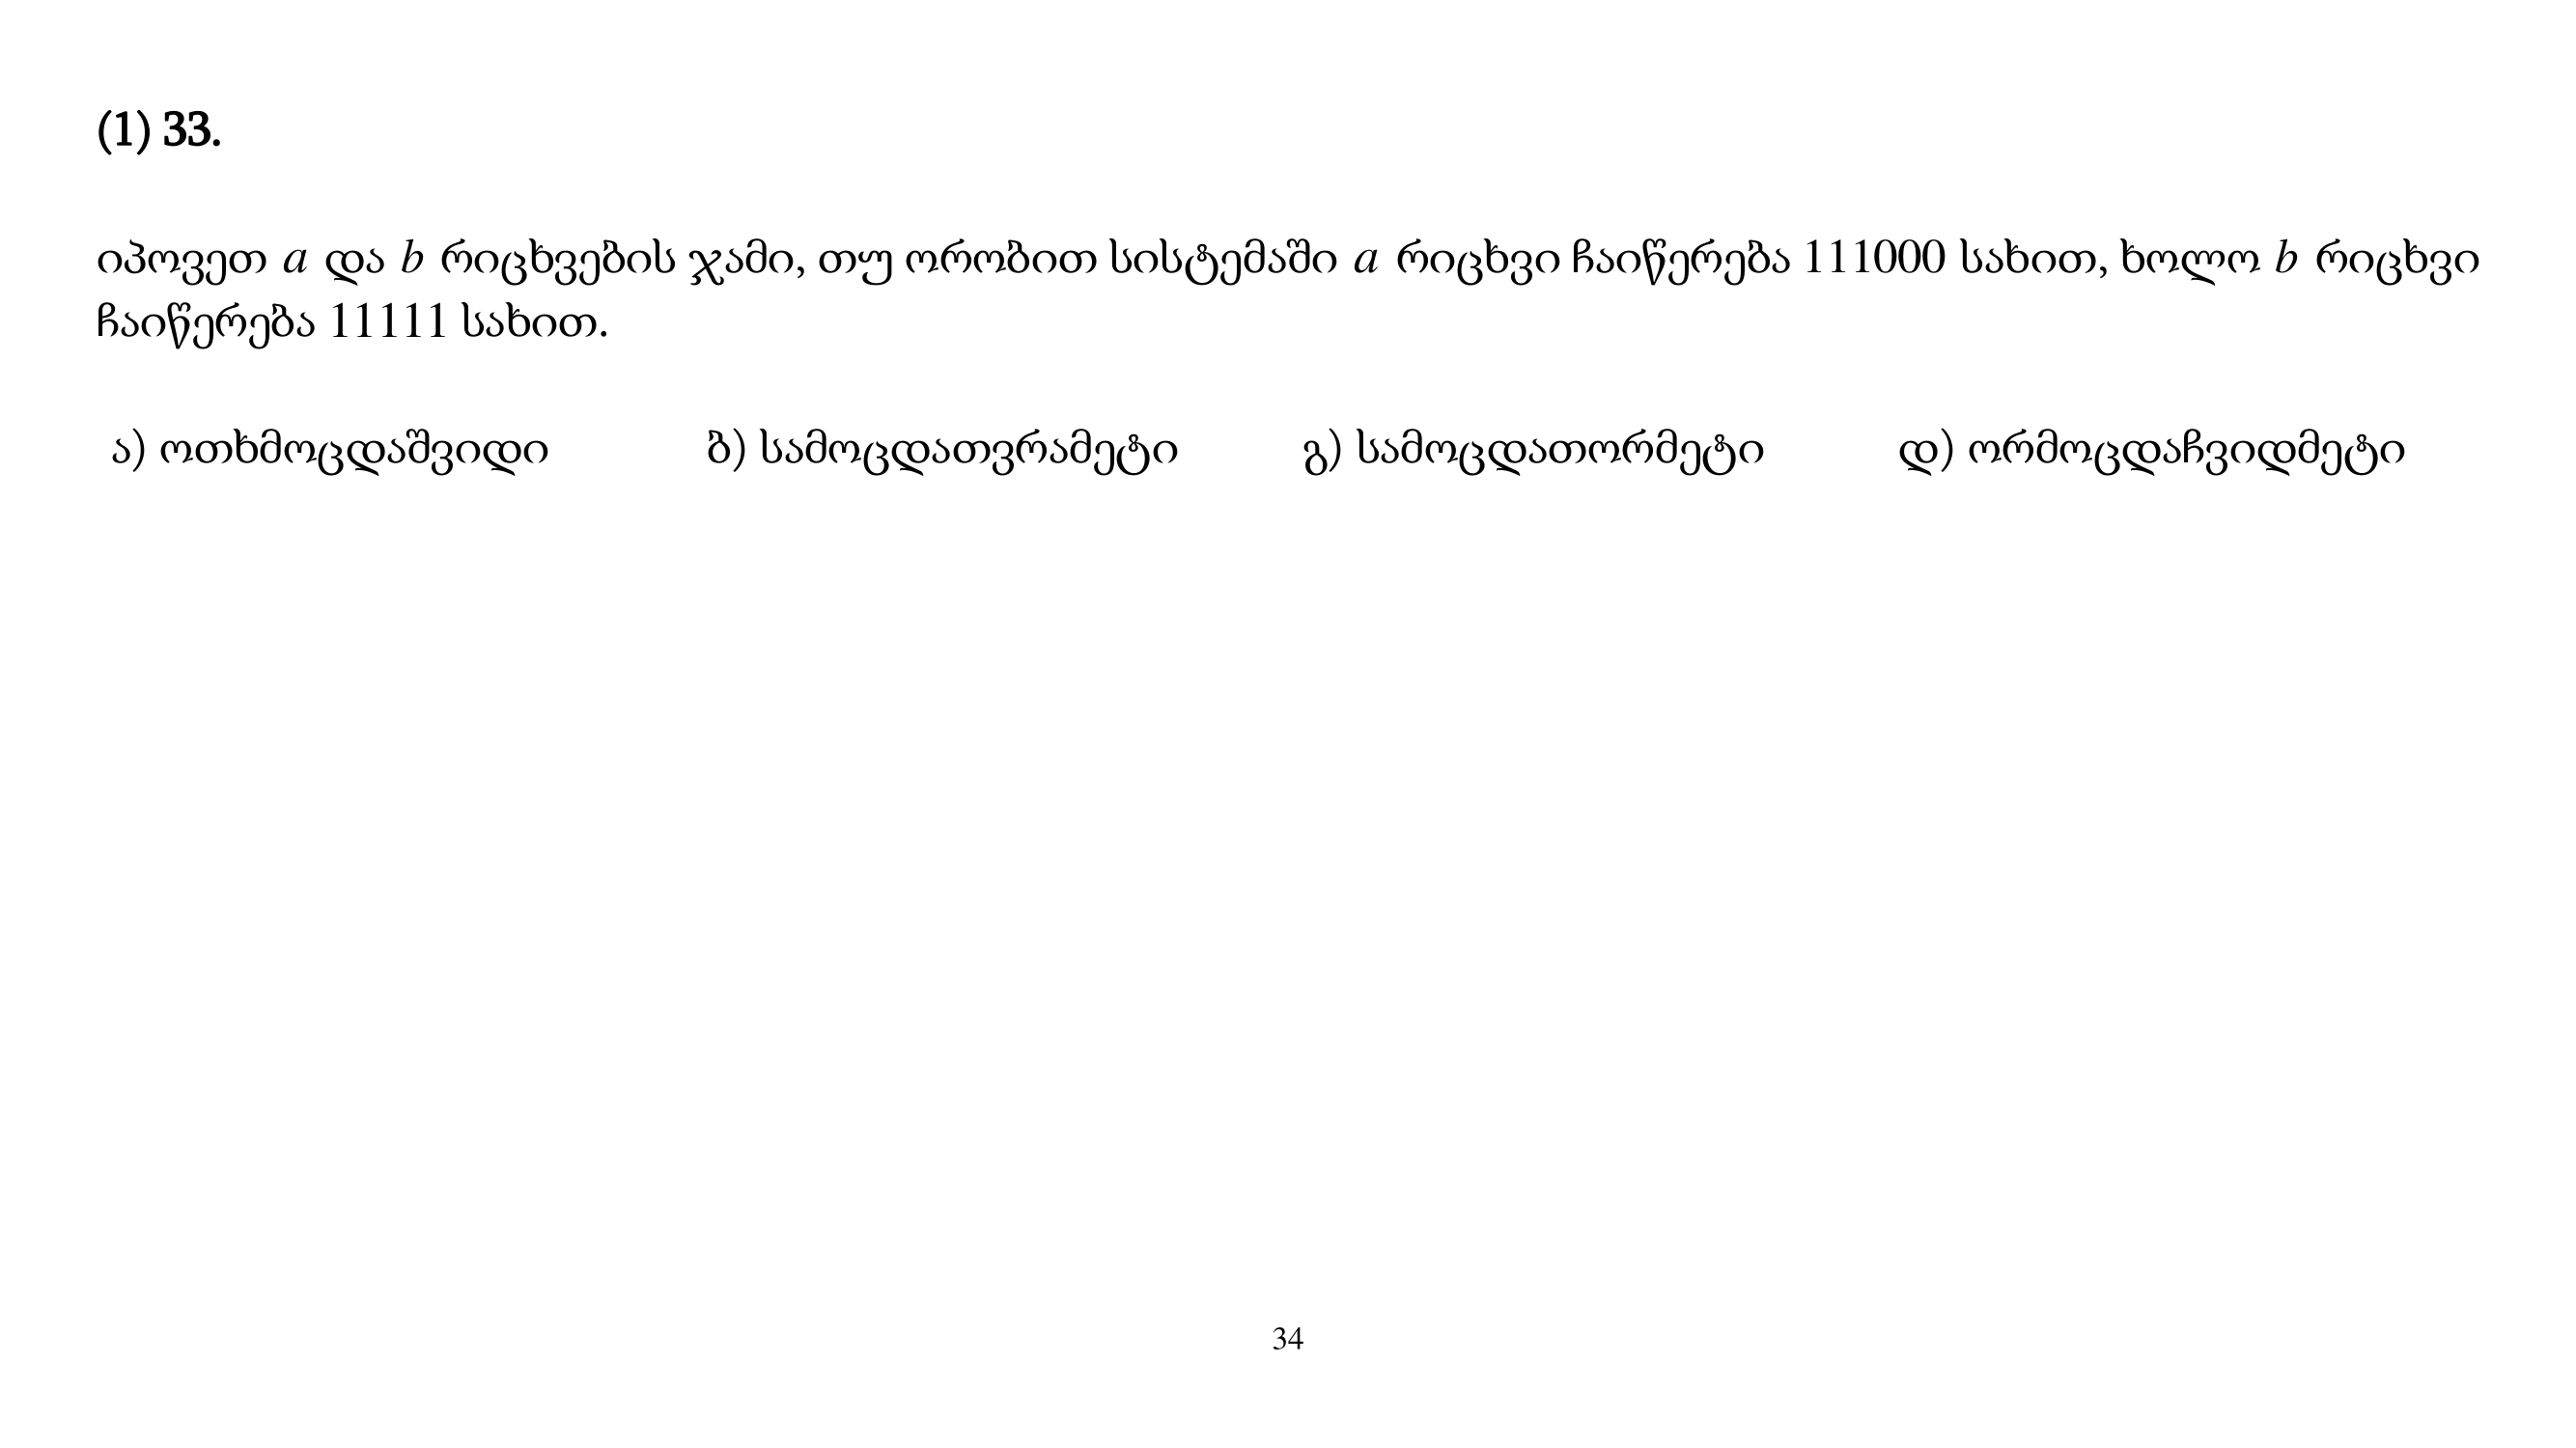 (1) 33.
იპოვეთ a და b რიცხვების ჯამი, თუ ორობით სისტემაში a რიცხვი ჩაიწერება 111000 სახით, ხოლო b რიცხვი
ჩაიწერება 11111 სახით.
ა) ოთხმოცდაშვიდი ბ) სამოცდათვრამეტი გ) სამოცდათორმეტი დ) ორმოცდაჩვიდმეტი
34